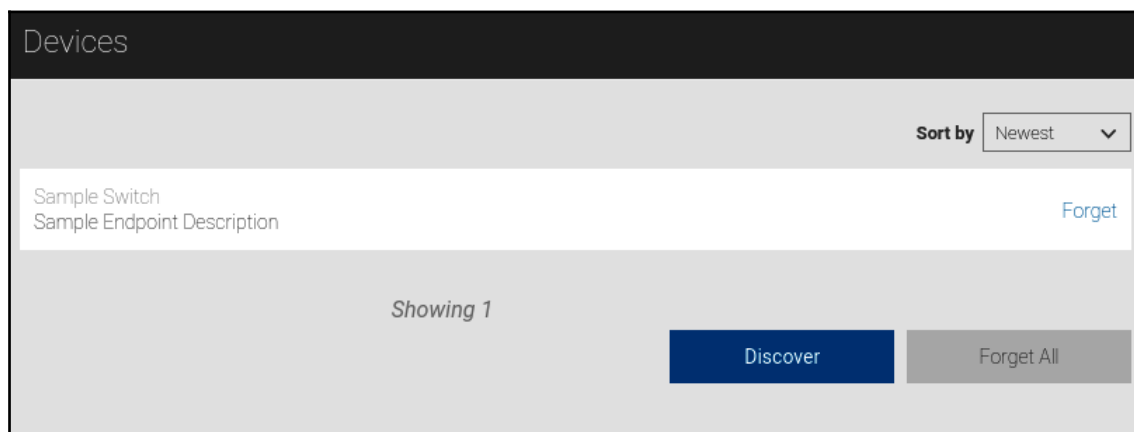 Devices
Sort by Newest
Sample Switch
Sample Endpoint Description
Forget
Showing 1
Discover Forget All